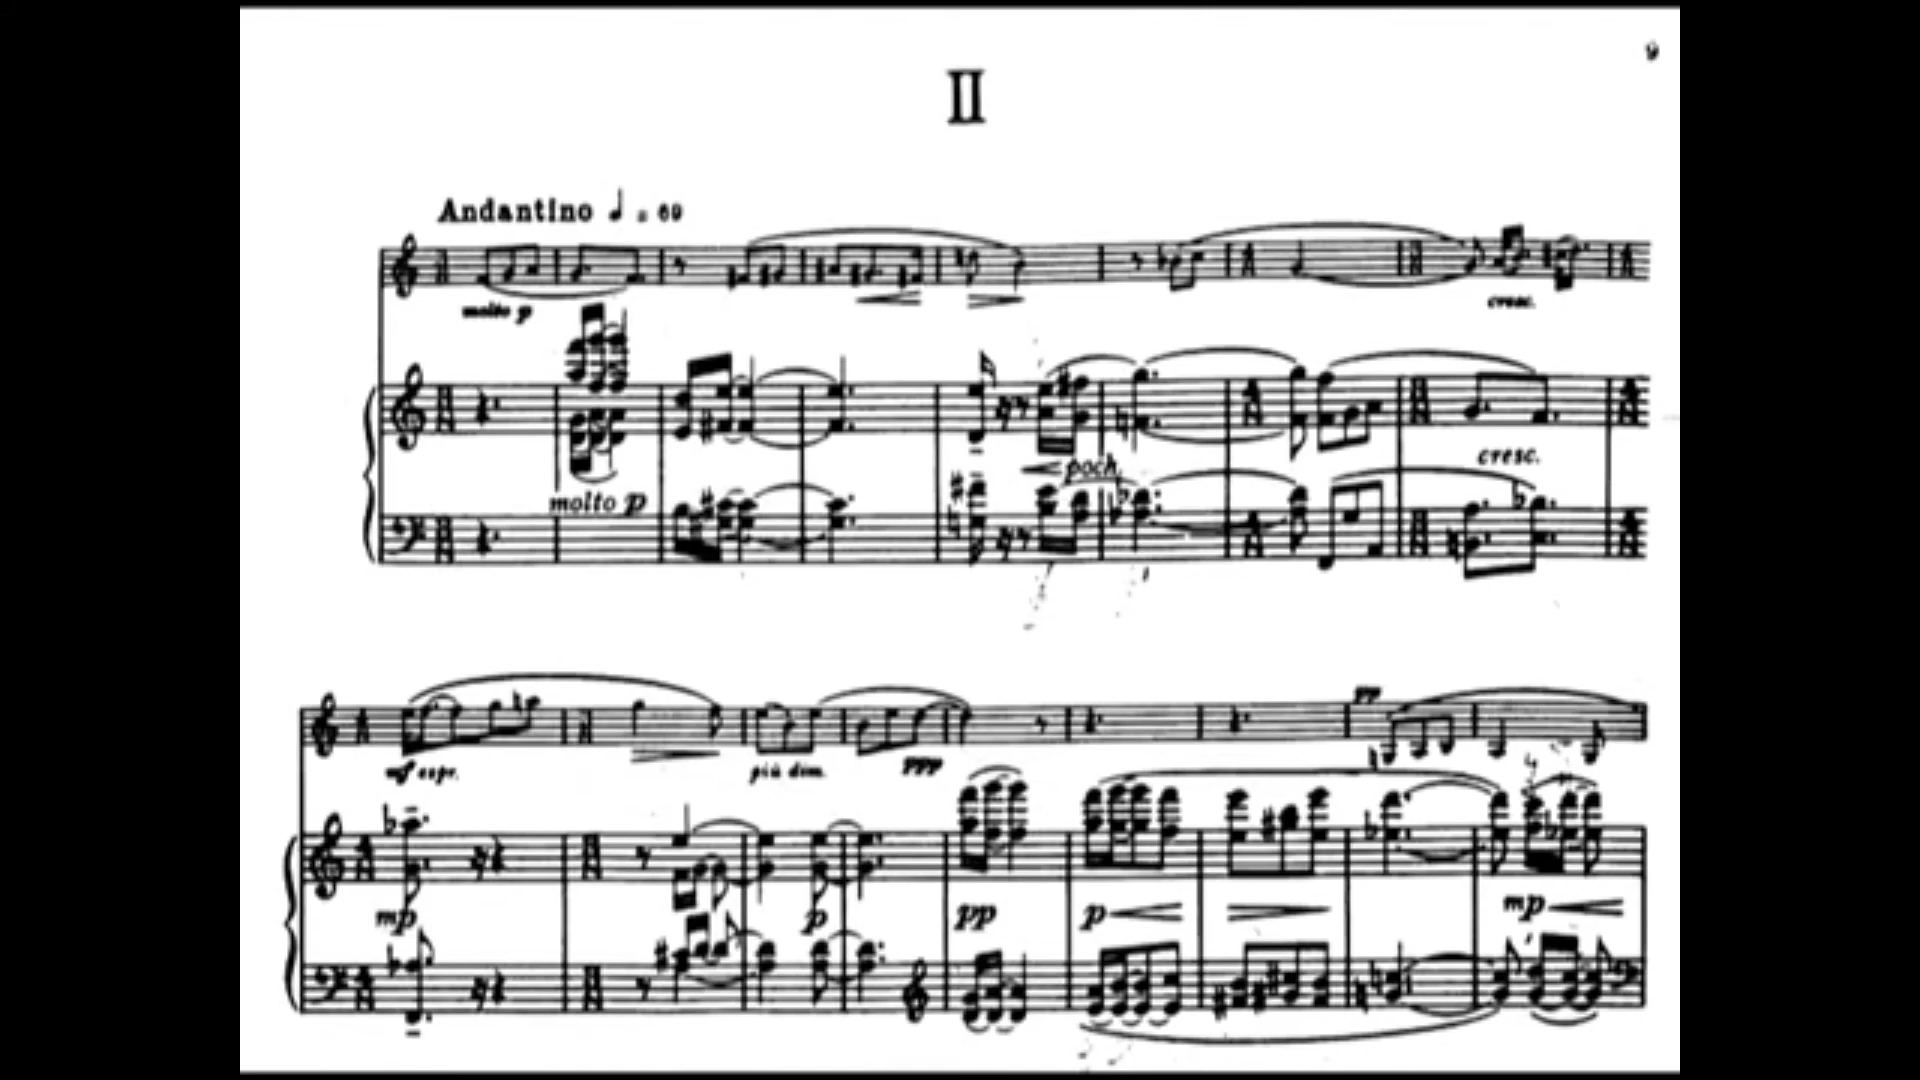 9
II
Andantino ♩ = 69
molto p
cresc.
poch.
cresc.
molto p
pp
mf espr.
più dim.
ppp
mp
p
pp
p
mp